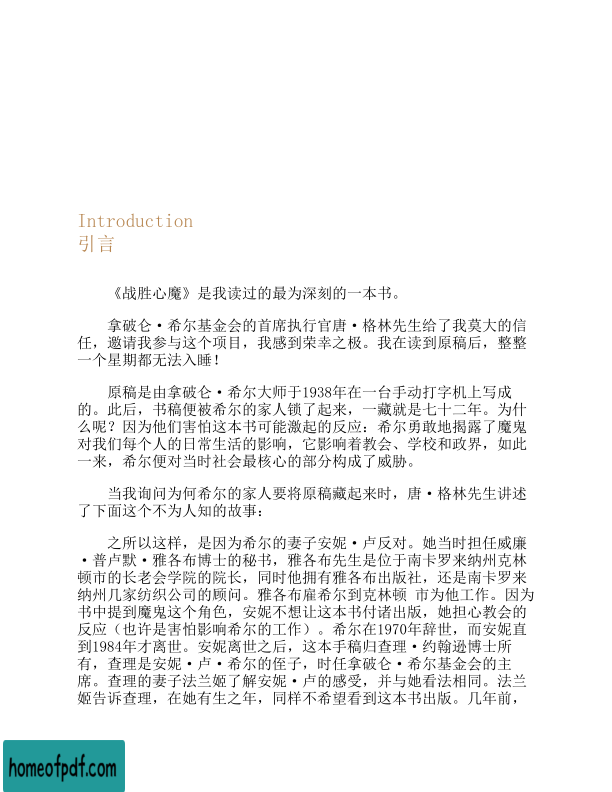 Introduction
引言
《战胜心魔》是我读过的最为深刻的一本书。
拿破仑·希尔基金会的首席执行官唐·格林先生给了我莫大的信
任，邀请我参与这个项目，我感到荣幸之极。我在读到原稿后，整整
一个星期都无法入睡！
原稿是由拿破仑·希尔大师于1938年在一台手动打字机上写成
的。此后，书稿便被希尔的家人锁了起来，一藏就是七十二年。为什
么呢？因为他们害怕这本书可能激起的反应：希尔勇敢地揭露了魔鬼
对我们每个人的日常生活的影响，它影响着教会、学校和政界，如此
一来，希尔便对当时社会最核心的部分构成了威胁。
当我询问为何希尔的家人要将原稿藏起来时，唐·格林先生讲述
了下面这个不为人知的故事：
之所以这样，是因为希尔的妻子安妮·卢反对。她当时担任威廉
·普卢默·雅各布博士的秘书，雅各布先生是位于南卡罗来纳州克林
顿市的长老会学院的院长，同时他拥有雅各布出版社，还是南卡罗来
纳州几家纺织公司的顾问。雅各布雇希尔到克林顿 市为他工作。因为
书中提到魔鬼这个角色，安妮不想让这本书付诸出版，她担心教会的
反应（也许是害怕影响希尔的工作）。希尔在1970年辞世，而安妮直
到1984年才离世。安妮离世之后，这本手稿归查理·约翰逊博士所
有，查理是安妮·卢·希尔的侄子，时任拿破仑·希尔基金会的主
席。查理的妻子法兰姬了解安妮·卢的感受，并与她看法相同。法兰
姬告诉查理，在她有生之年，同样不希望看到这本书出版。几年前，
homeofpdf.com